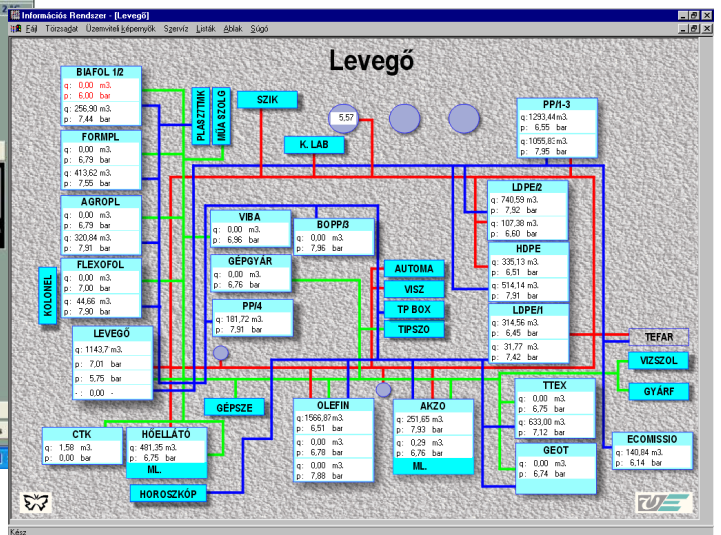 Információs Rendszer - [Levegő]
Fájl Törzsadat Üzemviteli képernyők Szervíz Listák Ablak Súgó
Levegő
BIAFOL 1/2
q: 0,00 m3.
p: 6,00 bar
q: 256,90 m3.
p: 7,44 bar
FORMPL
q: 0,00 m3.
p: 6,79 bar
q: 413,62 m3.
p: 7,55 bar
AGROPL
q: 0,00 m3.
p: 6,79 bar
q: 320,84 m3.
p: 7,91 bar
FLEXOFOL
q: 0,00 m3.
p: 7,00 bar
q: 44,66 m3.
p: 7,90 bar
KOLONEL
LEVEGŐ
q: 1143,7 m3.
p: 7,01 bar
p: 5,75 bar
- : 0,00 -
PLASZTTMK
MŰA SZOLG
SZIK
K. LAB
5,57
PP/1-3
q:1293,44 m3.
p: 6,55 bar
q:1055,83 m3.
p: 7,95 bar
LDPE/2
q: 740,59 m3.
p: 7,92 bar
q: 107,38 m3.
p: 6,60 bar
HDPE
q: 335,13 m3.
p: 6,51 bar
q: 514,14 m3.
p: 7,91 bar
LDPE/1
q: 314,56 m3.
p: 6,45 bar
q: 31,77 m3.
p: 7,42 bar
VIBA
q: 0,00 m3.
p: 6,96 bar
BOPP/3
q: 0,00 m3.
p: 7,96 bar
GÉPGYÁR
q: 0,00 m3.
p: 6,76 bar
PP/4
q: 181,72 m3.
p: 7,91 bar
AUTOMA
VISZ
TP BOX
TIPSZO
TEFAR
VIZSZOL
GYÁRF
GÉPSZE
OLEFIN
q:1566,87 m3.
p: 6,51 bar
q: 0,00 m3.
p: 6,78 bar
q: 0,00 m3.
p: 7,88 bar
AKZO
q: 251,65 m3.
p: 7,93 bar
q: 0,29 m3.
p: 6,76 bar
ML.
TTEX
q: 0,00 m3.
p: 6,75 bar
q: 633,00 m3.
p: 7,12 bar
GEOT
q: 0,00 m3.
p: 6,74 bar
ECOMISSIO
q: 140,84 m3.
p: 6,14 bar
CTK
q: 1,58 m3.
p: 0,00 bar
HŐELLÁTÓ
q: 481,35 m3.
p: 6,75 bar
ML.
HOROSZKÓP
Kész